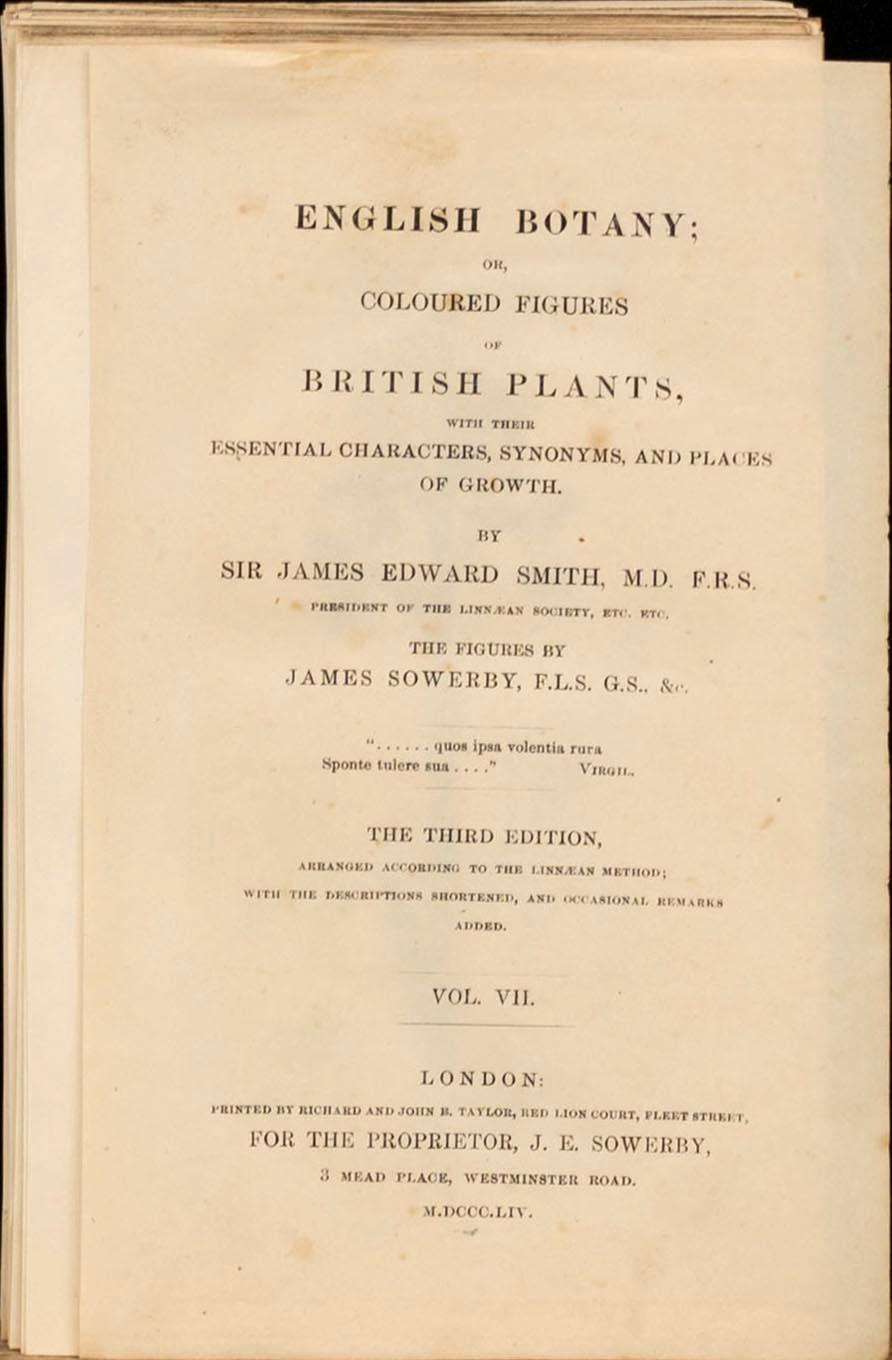 ENGLISH BOTANY;
OR,
COLOURED FIGURES
OF
BRITISH PLANTS,
WITH THEIR
ESSENTIAL CHARACTERS, SYNONYMS, AND PLACES
OF GROWTH.
BY
SIR JAMES EDWARD SMITH, M.D. F.R.S.
PRESIDENT OF THE LINNÆAN SOCIETY, ETC. ETC.
THE FIGURES BY
JAMES SOWERBY, F.L.S. G.S., &c.
“. . . . . . quos ipsa volentia rura
Sponte tulere sua . . . .” VIRGIL.
THE THIRD EDITION,
ARRANGED ACCORDING TO THE LINNÆAN METHOD;
WITH THE DESCRIPTIONS SHORTENED, AND OCCASIONAL REMARKS
ADDED.
VOL. VII.
LONDON:
PRINTED BY RICHARD AND JOHN E. TAYLOR, RED LION COURT, FLEET STREET,
FOR THE PROPRIETOR, J. E. SOWERBY,
3 MEAD PLACE, WESTMINSTER ROAD.
M.DCCC.LIV.